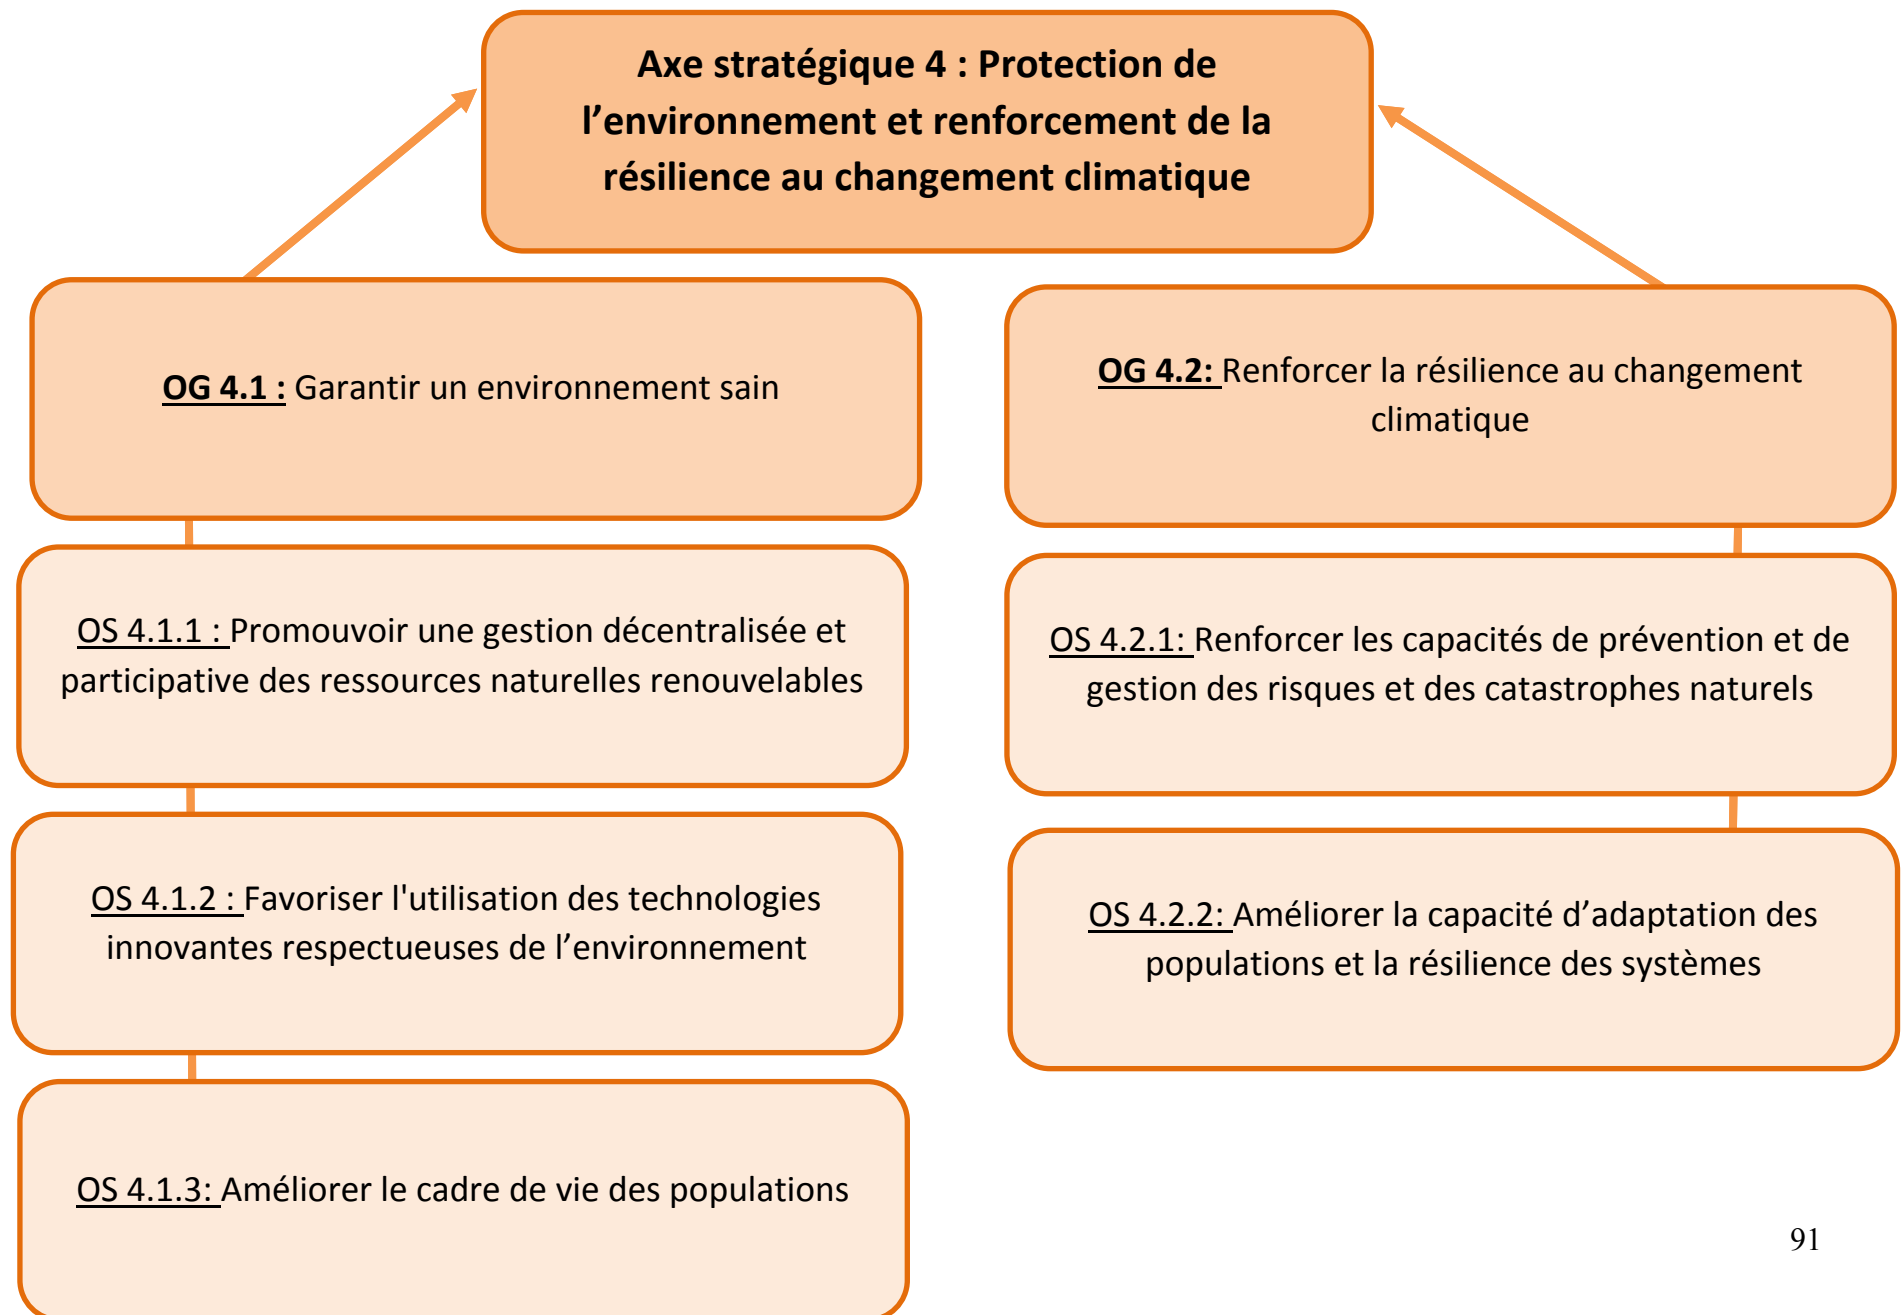 Axe stratégique 4 : Protection de
l’environnement et renforcement de la
résilience au changement climatique
OG 4.1 : Garantir un environnement sain
OS 4.1.1 : Promouvoir une gestion décentralisée et
participative des ressources naturelles renouvelables
OS 4.1.2 : Favoriser l'utilisation des technologies
innovantes respectueuses de l’environnement
OS 4.1.3: Améliorer le cadre de vie des populations
OG 4.2: Renforcer la résilience au changement
climatique
OS 4.2.1: Renforcer les capacités de prévention et de
gestion des risques et des catastrophes naturels
OS 4.2.2: Améliorer la capacité d’adaptation des
populations et la résilience des systèmes
91